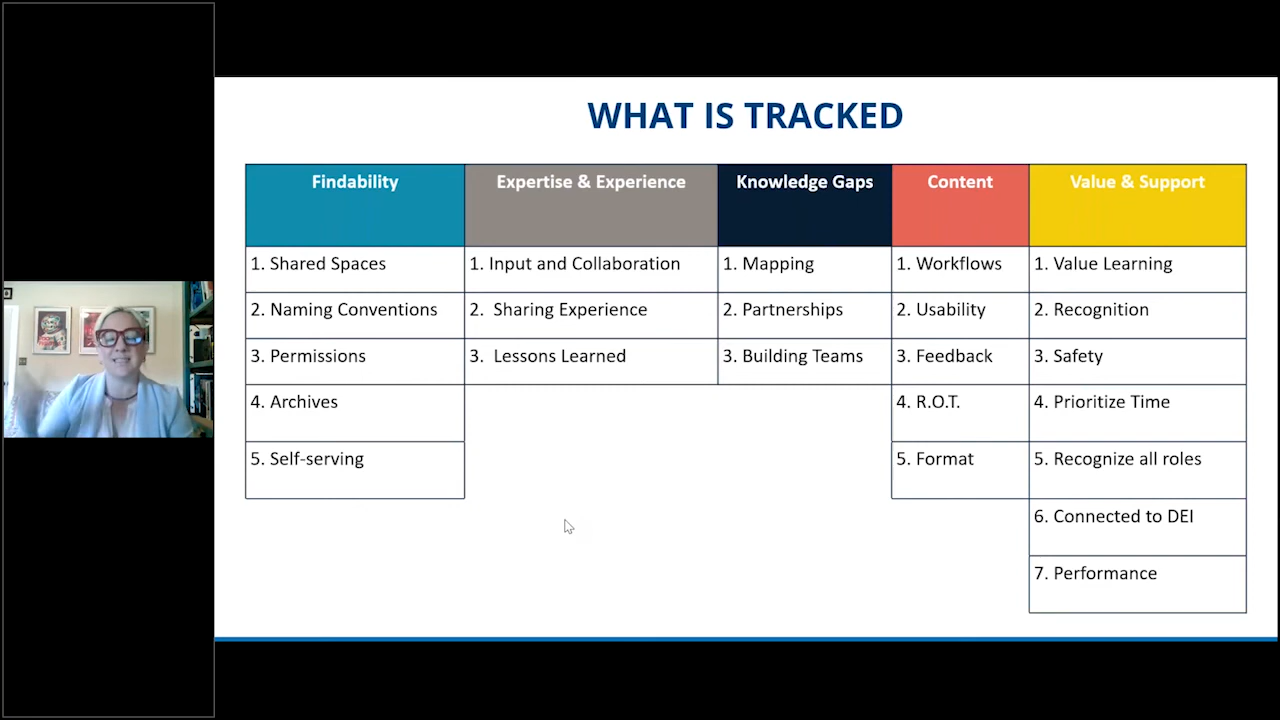 WHAT IS TRACKED
Findability
Expertise & Experience
Knowledge Gaps
Content
Value & Support
1. Shared Spaces
1. Input and Collaboration
1. Mapping
1. Workflows
1. Value Learning
2. Naming Conventions
2. Sharing Experience
2. Partnerships
2. Usability
2. Recognition
3. Permissions
3. Lessons Learned
3. Building Teams
3. Feedback
3. Safety
4. Archives
4. R.O.T.
4. Prioritize Time
5. Self-serving
5. Format
5. Recognize all roles
6. Connected to DEI
7. Performance